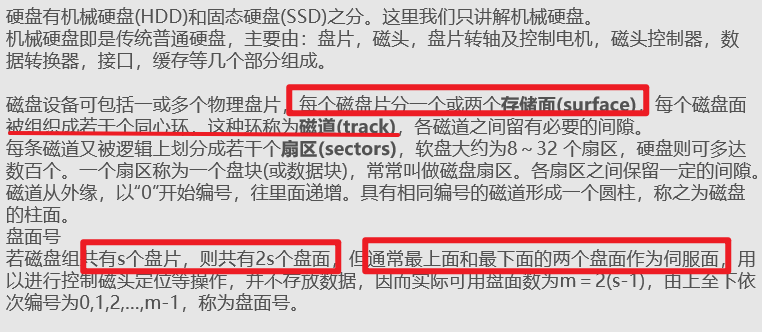 硬盘有机械硬盘(HDD)和固态硬盘(SSD)之分。这里我们只讲解机械硬盘。
机械硬盘即是传统普通硬盘，主要由：盘片，磁头，盘片转轴及控制电机，磁头控制器，数
据转换器，接口，缓存等几个部分组成。
磁盘设备可包括一或多个物理盘片，每个磁盘片分一个或两个存储面(surface)，每个磁盘面
被组织成若干个同心环，这种环称为磁道(track)，各磁道之间留有必要的间隙。
每条磁道又被逻辑上划分成若干个扇区(sectors)，软盘大约为8～32 个扇区，硬盘则可多达
数百个。一个扇区称为一个盘块(或数据块)，常常叫做磁盘扇区。各扇区之间保留一定的间隙。
磁道从外缘，以“0”开始编号，往里面递增。具有相同编号的磁道形成一个圆柱，称之为磁盘
的柱面。
盘面号
若磁盘组共有s个盘片，则共有2s个盘面，但通常最上面和最下面的两个盘面作为伺服面，用
以进行控制磁头定位等操作，并不存放数据，因而实际可用盘面数为m＝2(s-1)，由上至下依
次编号为0,1,2,...,m-1，称为盘面号。